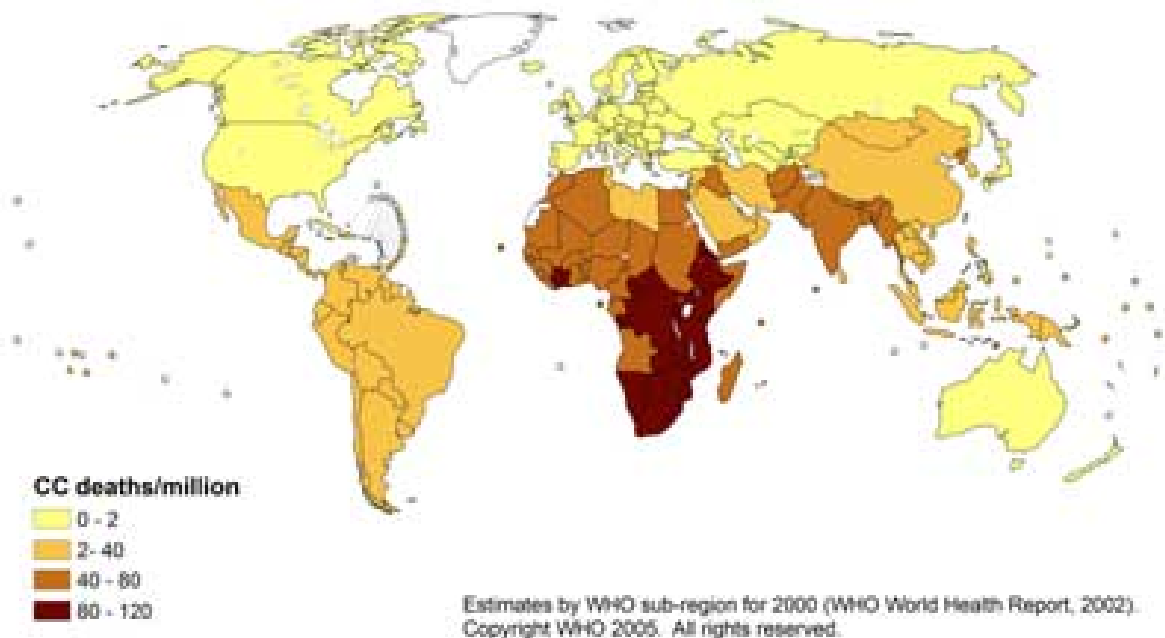 CC deaths/million
0 - 2
2- 40
40 - 80
80 - 120
Estimates by WHO sub-region for 2000 (WHO World Health Report, 2002).
Copyright WHO 2005. All rights reserved.